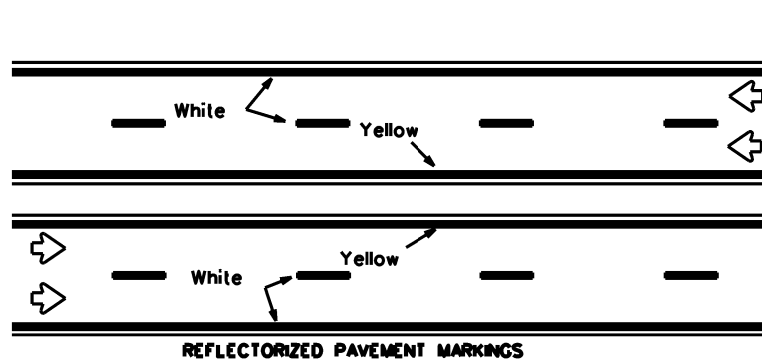 White
Yellow
Yellow
White
REFLECTORIZED PAVEMENT MARKINGS